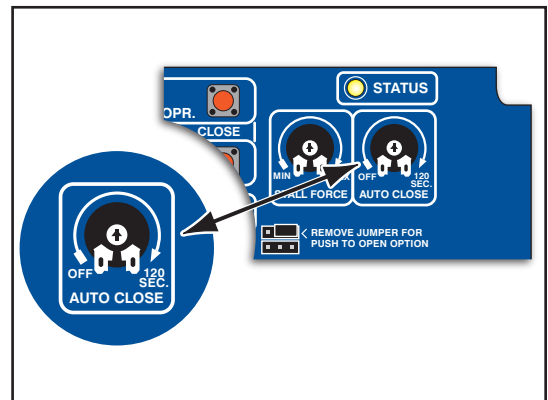 STATUS
OPR.
CLOSE
MIN
STALL FORCE
OFF
120
SEC.
AUTO CLOSE
REMOVE JUMPER FOR
PUSH TO OPEN OPTION
OFF
120
SEC.
AUTO CLOSE